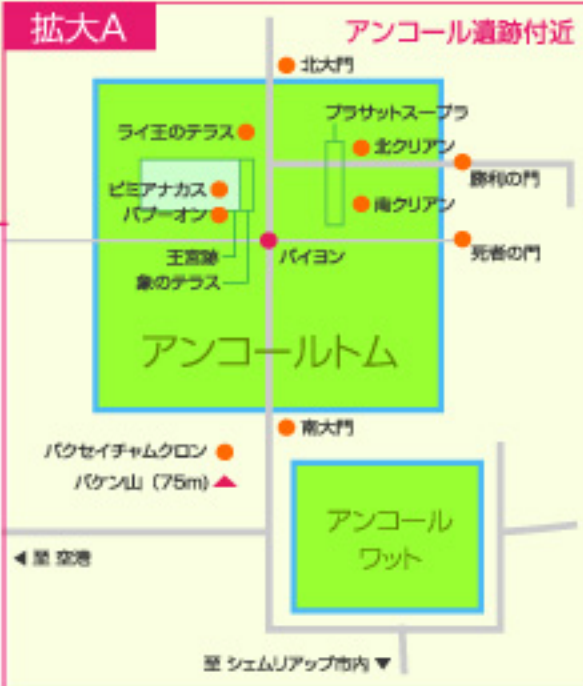 拡大A
アンコール遺跡付近
北大門
プラサットスープラ
ライ王のテラス
北クリアン
勝利の門
ピミアナカス
南クリアン
バプーオン
王宮跡
バイヨン
死者の門
象のテラス
アンコールトム
南大門
バクセイチャムクロン
バケン山（75m）
アンコール
ワット
◀至 空港
至 シェムリアップ市内▼